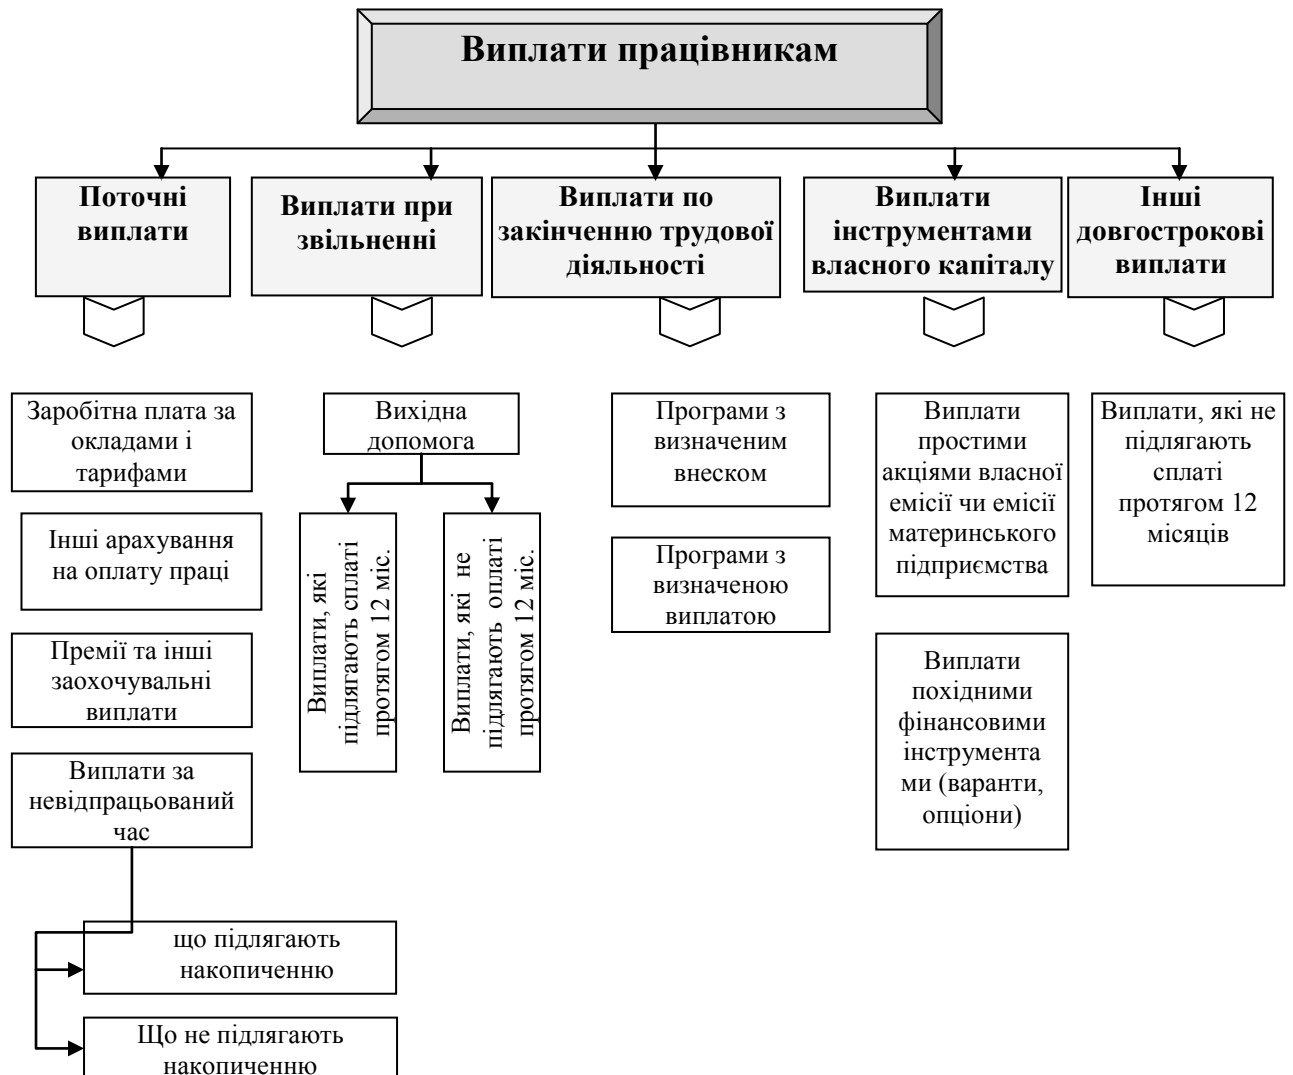 Виплати працівникам
Поточні
виплати
Виплати при
звільненні
Виплати по
закінченню трудової
діяльності
Виплати
інструментами
власного капіталу
Інші
довгострокові
виплати
Заробітна плата за
окладами і
тарифами
Інші арахування
на оплату праці
Премії та інші
заохочувальні
виплати
Виплати за
невідпрацьований
час
що підлягають
накопиченню
Що не підлягають
накопиченню
Вихідна
допомога
Виплати, які
підлягають сплаті
протягом 12 міс.
Виплати, які не
підлягають оплаті
протягом 12 міс.
Програми з
визначеним
внеском
Програми з
визначеною
виплатою
Виплати
простими
акціями власної
емісії чи емісії
материнського
підприємства
Виплати
похідними
фінансовими
інструмента
ми (варанти,
опціони)
Виплати, які не
підлягають
сплаті
протягом 12
місяців